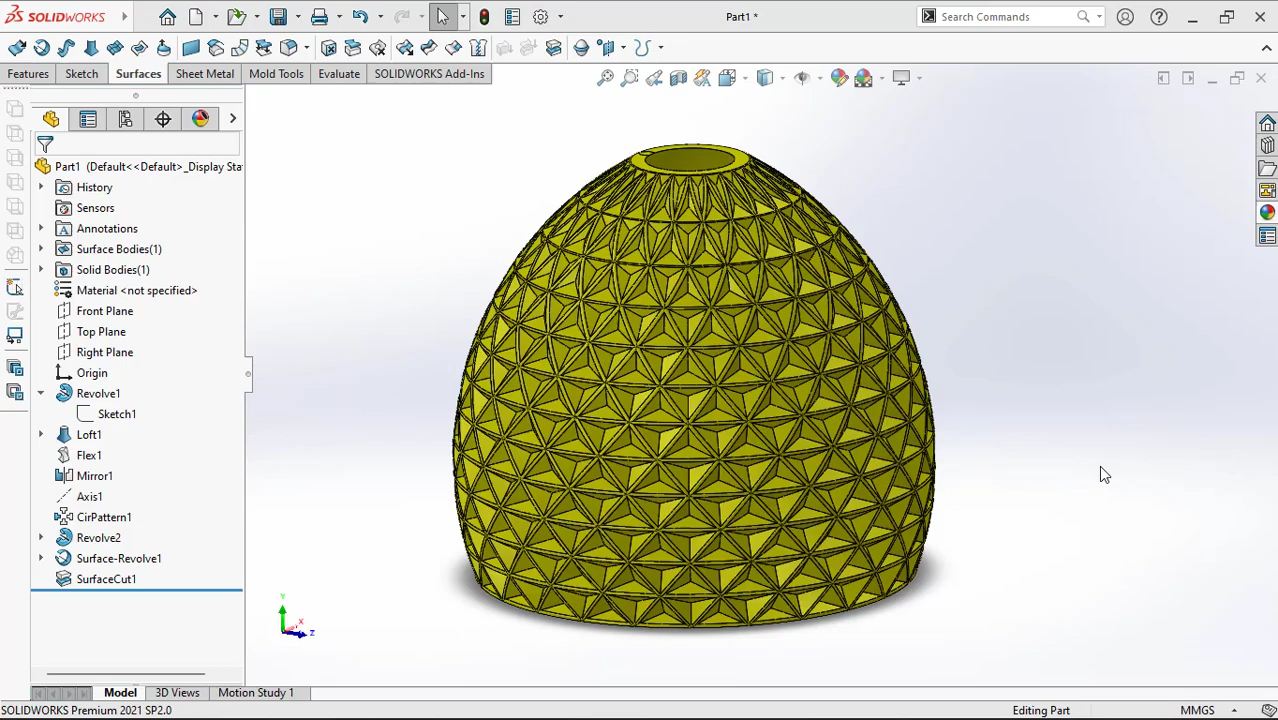 SOLIDWORKS
Part1 *
Search Commands
Features
Sketch
Surfaces
Sheet Metal
Mold Tools
Evaluate
SOLIDWORKS Add-Ins
Part1 (Default<<Default>_Display Sta
History
Sensors
Annotations
Surface Bodies(1)
Solid Bodies(1)
Material <not specified>
Front Plane
Top Plane
Right Plane
Origin
Revolve1
Sketch1
Loft1
Flex1
Mirror1
Axis1
CirPattern1
Revolve2
Surface-Revolve1
SurfaceCut1
Y
X
Z
Model
3D Views
Motion Study 1
SOLIDWORKS Premium 2021 SP2.0
Editing Part
MMGS